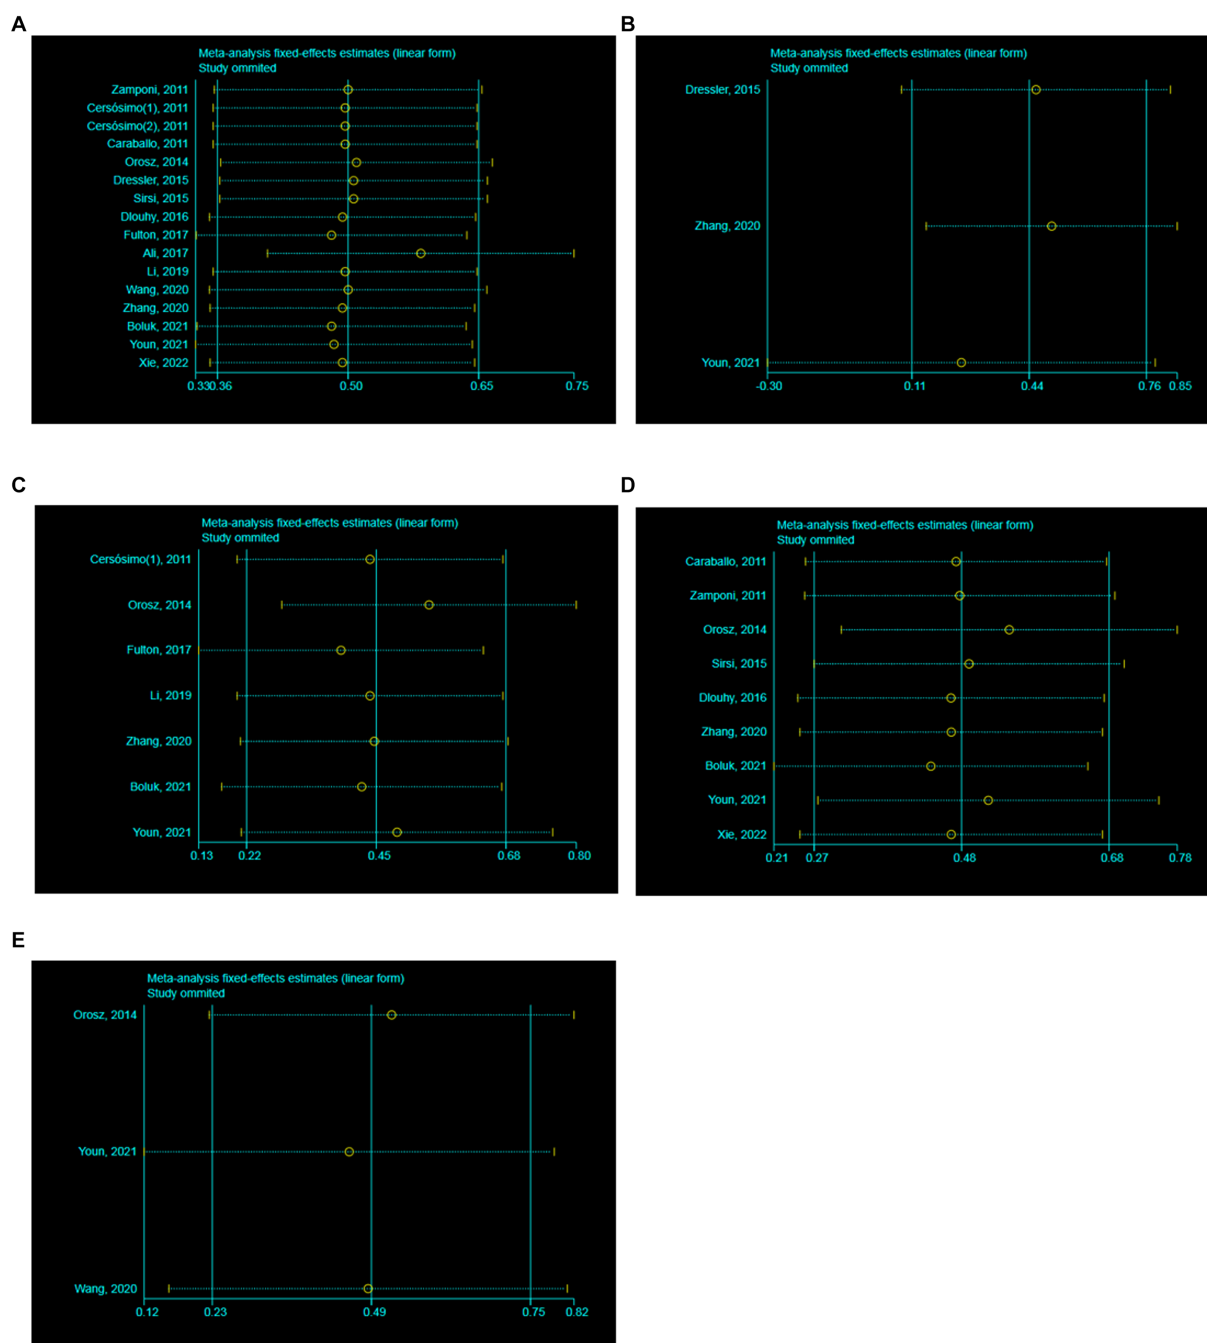 A
Meta-analysis fixed-effects estimates (linear form)
Study ommited
Zamponi, 2011
Cersósimo(1), 2011
Cersósimo(2), 2011
Caraballo, 2011
Orosz, 2014
Dressler, 2015
Sirsi, 2015
Dlouhy, 2016
Fulton, 2017
Ali, 2017
Li, 2019
Wang, 2020
Zhang, 2020
Boluk, 2021
Youn, 2021
Xie, 2022
0.33 0.36 0.50 0.65 0.75
B
Meta-analysis fixed-effects estimates (linear form)
Study ommited
Dressler, 2015
Zhang, 2020
Youn, 2021
-0.30 0.11 0.44 0.76 0.85
C
Meta-analysis fixed-effects estimates (linear form)
Study ommited
Cersósimo(1), 2011
Orosz, 2014
Fulton, 2017
Li, 2019
Zhang, 2020
Boluk, 2021
Youn, 2021
0.13 0.22 0.45 0.68 0.80
D
Meta-analysis fixed-effects estimates (linear form)
Study ommited
Caraballo, 2011
Zamponi, 2011
Orosz, 2014
Sirsi, 2015
Dlouhy, 2016
Zhang, 2020
Boluk, 2021
Youn, 2021
Xie, 2022
0.21 0.27 0.48 0.68 0.78
E
Meta-analysis fixed-effects estimates (linear form)
Study ommited
Orosz, 2014
Youn, 2021
Wang, 2020
0.12 0.23 0.49 0.75 0.82